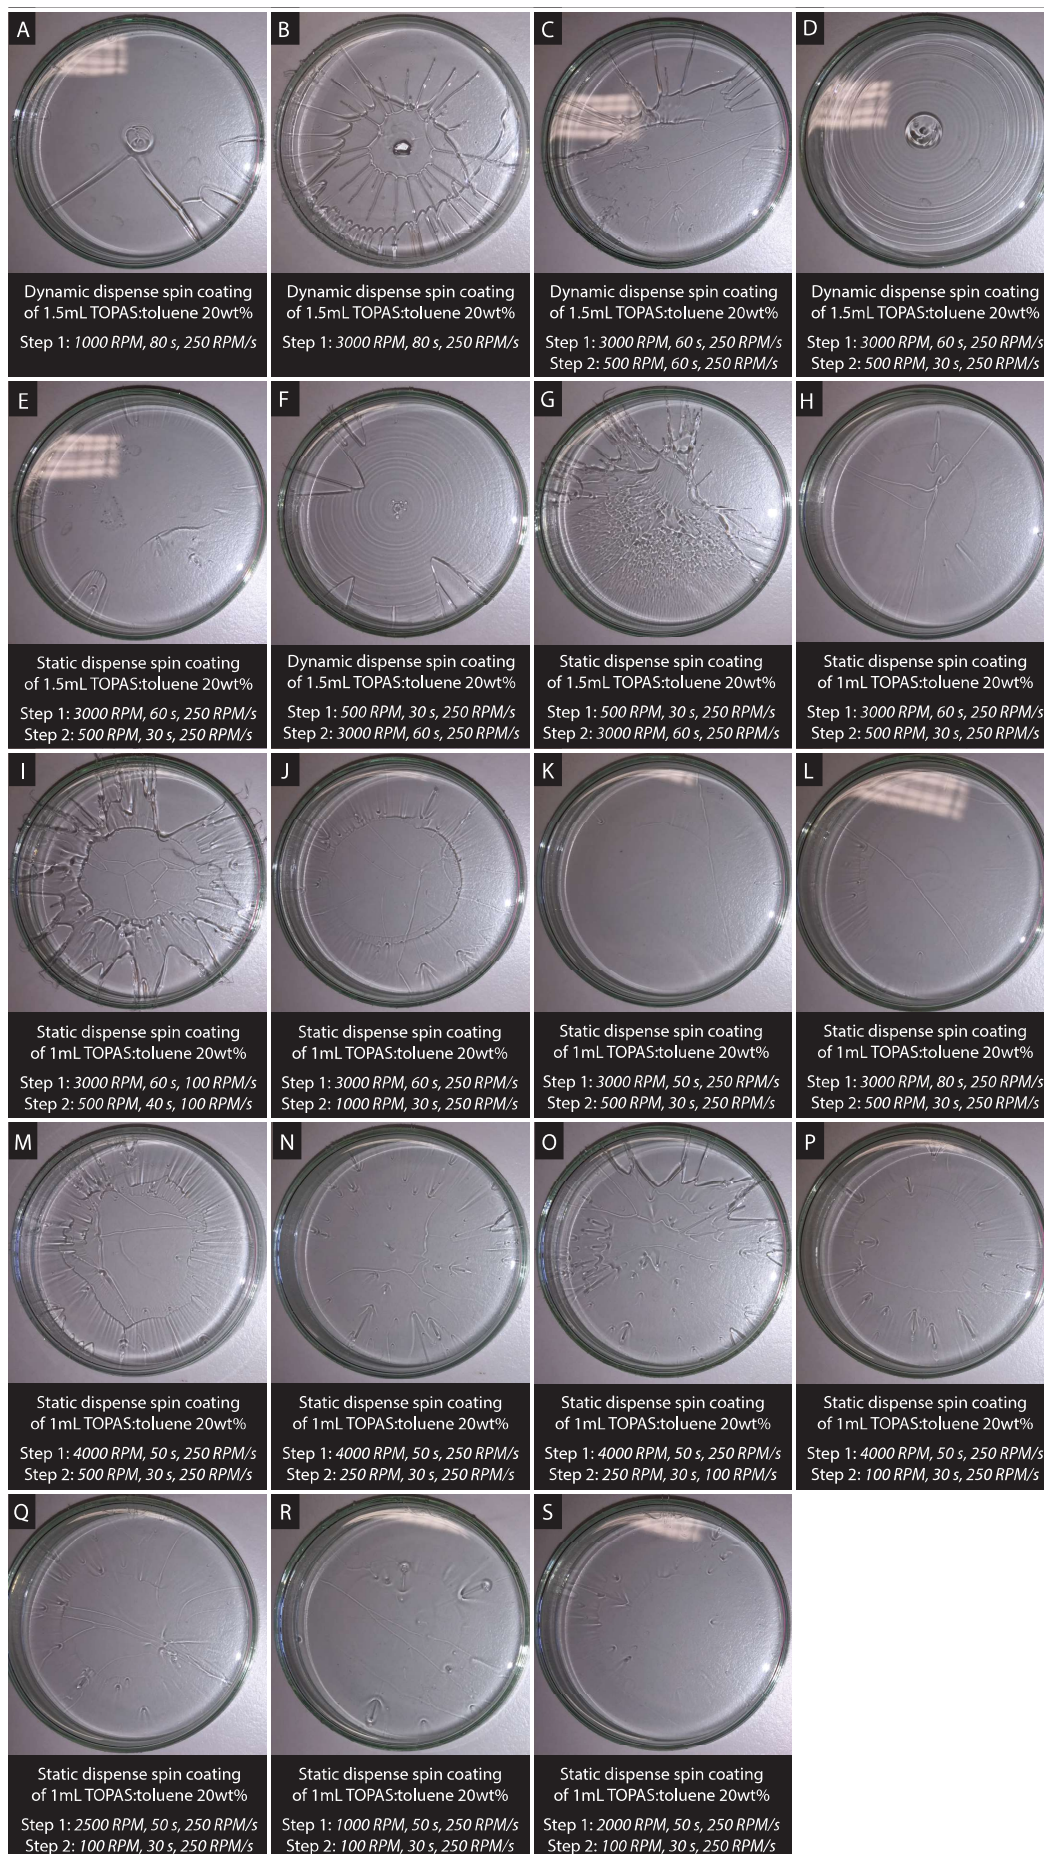 A
Dynamic dispense spin coating
of 1.5mL TOPAS:toluene 20wt%
Step 1: 1000 RPM, 80 s, 250 RPM/s
B
Dynamic dispense spin coating
of 1.5mL TOPAS:toluene 20wt%
Step 1: 3000 RPM, 80 s, 250 RPM/s
C
Dynamic dispense spin coating
of 1.5mL TOPAS:toluene 20wt%
Step 1: 3000 RPM, 60 s, 250 RPM/s
Step 2: 500 RPM, 60 s, 250 RPM/s
D
Dynamic dispense spin coating
of 1.5mL TOPAS:toluene 20wt%
Step 1: 3000 RPM, 60 s, 250 RPM/s
Step 2: 500 RPM, 30 s, 250 RPM/s
E
Static dispense spin coating
of 1.5mL TOPAS:toluene 20wt%
Step 1: 3000 RPM, 60 s, 250 RPM/s
Step 2: 500 RPM, 30 s, 250 RPM/s
F
Dynamic dispense spin coating
of 1.5mL TOPAS:toluene 20wt%
Step 1: 500 RPM, 30 s, 250 RPM/s
Step 2: 3000 RPM, 60 s, 250 RPM/s
G
Static dispense spin coating
of 1.5mL TOPAS:toluene 20wt%
Step 1: 500 RPM, 30 s, 250 RPM/s
Step 2: 3000 RPM, 60 s, 250 RPM/s
H
Static dispense spin coating
of 1mL TOPAS:toluene 20wt%
Step 1: 3000 RPM, 60 s, 250 RPM/s
Step 2: 500 RPM, 30 s, 250 RPM/s
I
Static dispense spin coating
of 1mL TOPAS:toluene 20wt%
Step 1: 3000 RPM, 60 s, 100 RPM/s
Step 2: 500 RPM, 40 s, 100 RPM/s
J
Static dispense spin coating
of 1mL TOPAS:toluene 20wt%
Step 1: 3000 RPM, 60 s, 250 RPM/s
Step 2: 1000 RPM, 30 s, 250 RPM/s
K
Static dispense spin coating
of 1mL TOPAS:toluene 20wt%
Step 1: 3000 RPM, 50 s, 250 RPM/s
Step 2: 500 RPM, 30 s, 250 RPM/s
L
Static dispense spin coating
of 1mL TOPAS:toluene 20wt%
Step 1: 3000 RPM, 80 s, 250 RPM/s
Step 2: 500 RPM, 30 s, 250 RPM/s
M
Static dispense spin coating
of 1mL TOPAS:toluene 20wt%
Step 1: 4000 RPM, 50 s, 250 RPM/s
Step 2: 500 RPM, 30 s, 250 RPM/s
N
Static dispense spin coating
of 1mL TOPAS:toluene 20wt%
Step 1: 4000 RPM, 50 s, 250 RPM/s
Step 2: 250 RPM, 30 s, 250 RPM/s
O
Static dispense spin coating
of 1mL TOPAS:toluene 20wt%
Step 1: 4000 RPM, 50 s, 250 RPM/s
Step 2: 250 RPM, 30 s, 100 RPM/s
P
Static dispense spin coating
of 1mL TOPAS:toluene 20wt%
Step 1: 4000 RPM, 50 s, 250 RPM/s
Step 2: 100 RPM, 30 s, 250 RPM/s
Q
Static dispense spin coating
of 1mL TOPAS:toluene 20wt%
Step 1: 2500 RPM, 50 s, 250 RPM/s
Step 2: 100 RPM, 30 s, 250 RPM/s
R
Static dispense spin coating
of 1mL TOPAS:toluene 20wt%
Step 1: 1000 RPM, 50 s, 250 RPM/s
Step 2: 100 RPM, 30 s, 250 RPM/s
S
Static dispense spin coating
of 1mL TOPAS:toluene 20wt%
Step 1: 2000 RPM, 50 s, 250 RPM/s
Step 2: 100 RPM, 30 s, 250 RPM/s